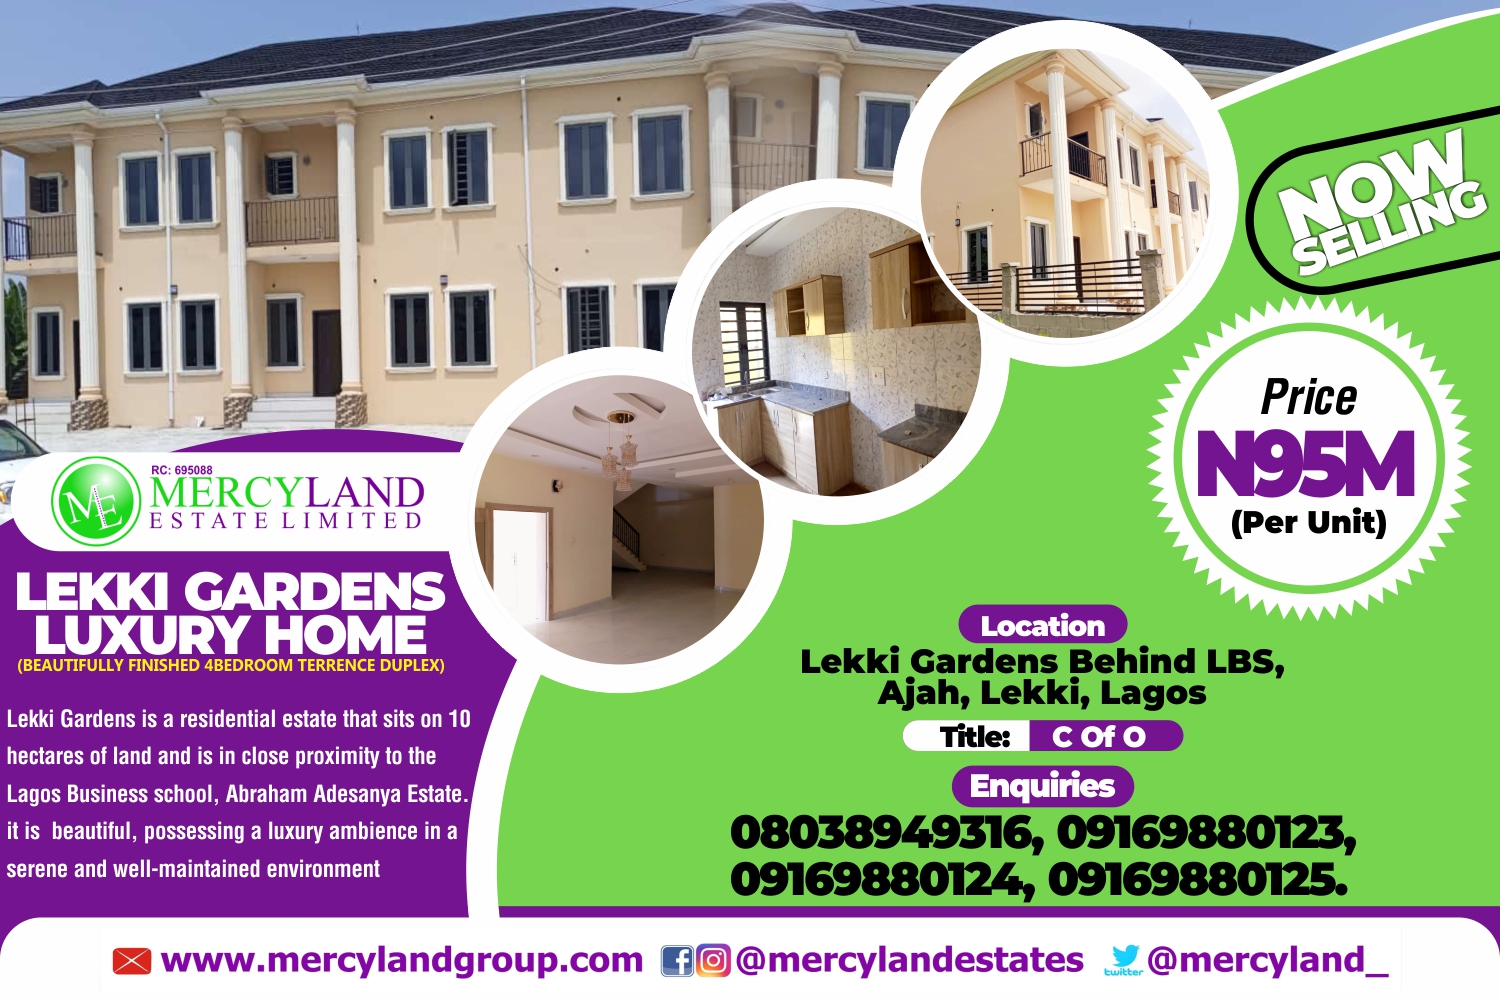 NOW
SELLING
Price
N95M
(Per Unit)
RC: 695088
ME
MERCYLAND
ESTATE LIMITED
LEKKI GARDENS
LUXURY HOME
(BEAUTIFULLY FINISHED 4BEDROOM TERRENCE DUPLEX)
Lekki Gardens is a residential estate that sits on 10
hectares of land and is in close proximity to the
Lagos Business school, Abraham Adesanya Estate.
it is beautiful, possessing a luxury ambience in a
serene and well-maintained environment
Location
Lekki Gardens Behind LBS,
Ajah, Lekki, Lagos
Title: C Of O
Enquiries
08038949316, 09169880123,
09169880124, 09169880125.
www.mercylandgroup.com @mercylandestates twitter @mercyland_